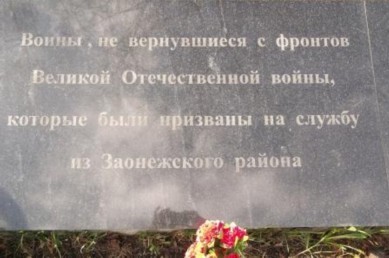 Воины , не вернувшиеся с фронтов
Великой Отечественной войны,
которые были призваны на службу
из Заонежского района